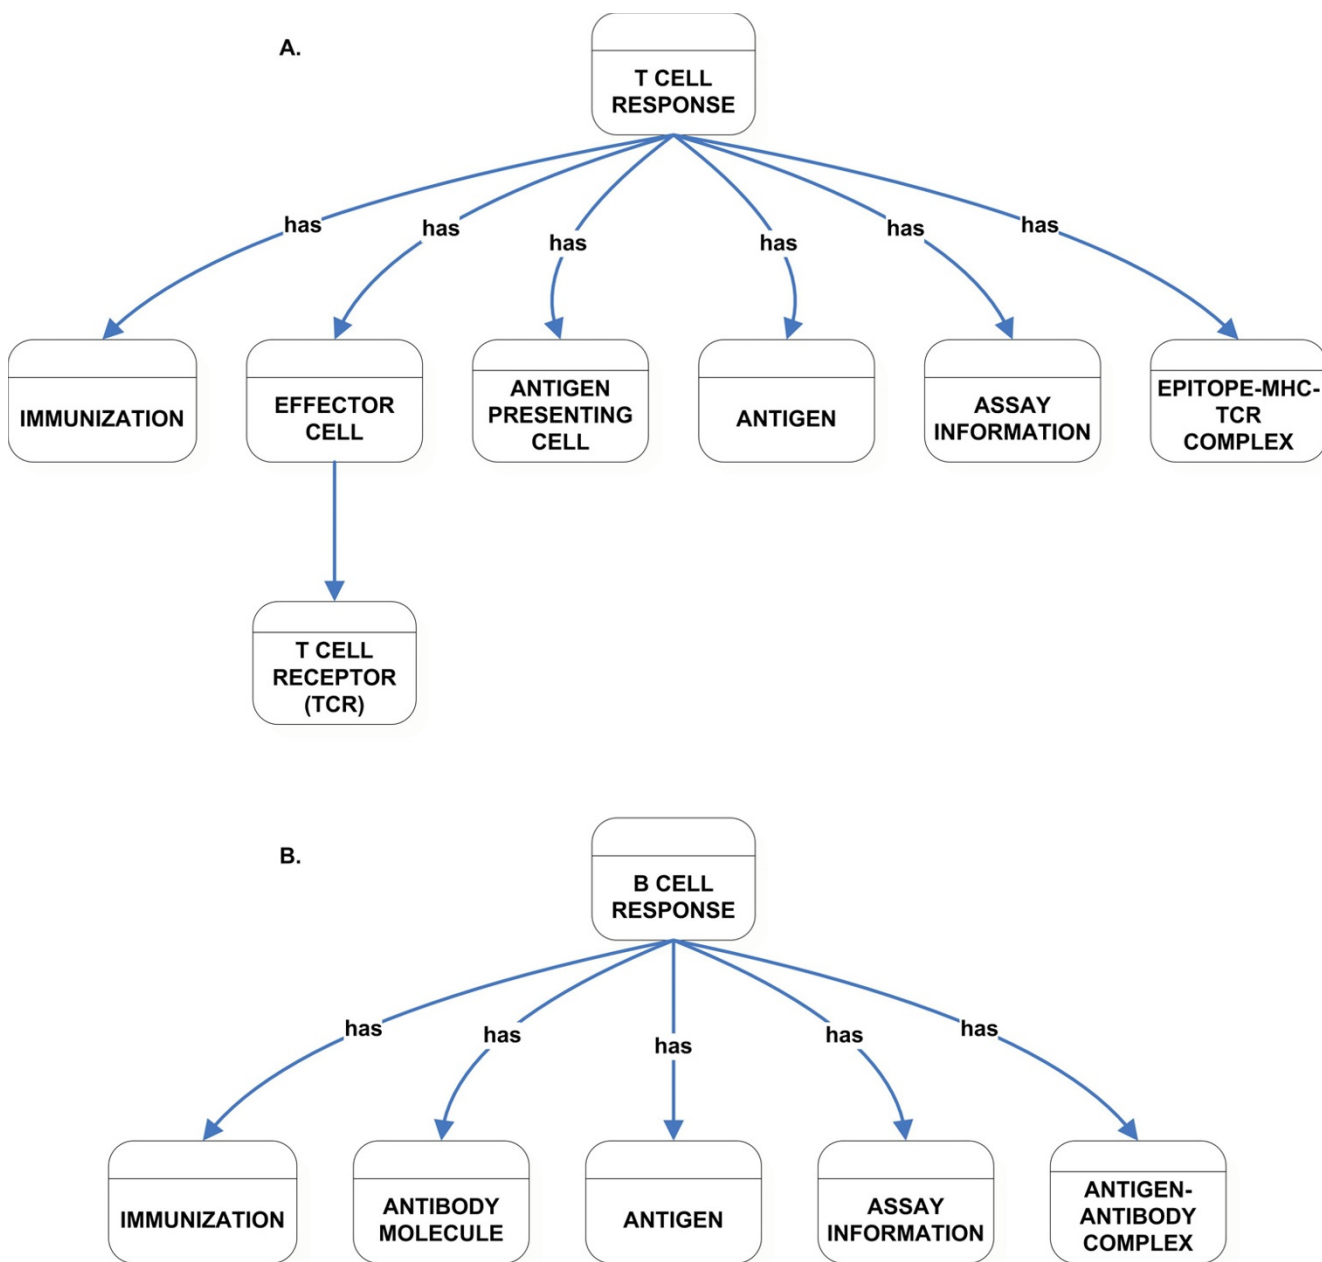 A.
T CELL
RESPONSE
has
has
has
has
has
has
IMMUNIZATION
EFFECTOR
CELL
ANTIGEN
PRESENTING
CELL
ANTIGEN
ASSAY
INFORMATION
EPITOPE-MHC-
TCR
COMPLEX
T CELL
RECEPTOR
(TCR)
B.
B CELL
RESPONSE
has
has
has
has
has
IMMUNIZATION
ANTIBODY
MOLECULE
ANTIGEN
ASSAY
INFORMATION
ANTIGEN-
ANTIBODY
COMPLEX